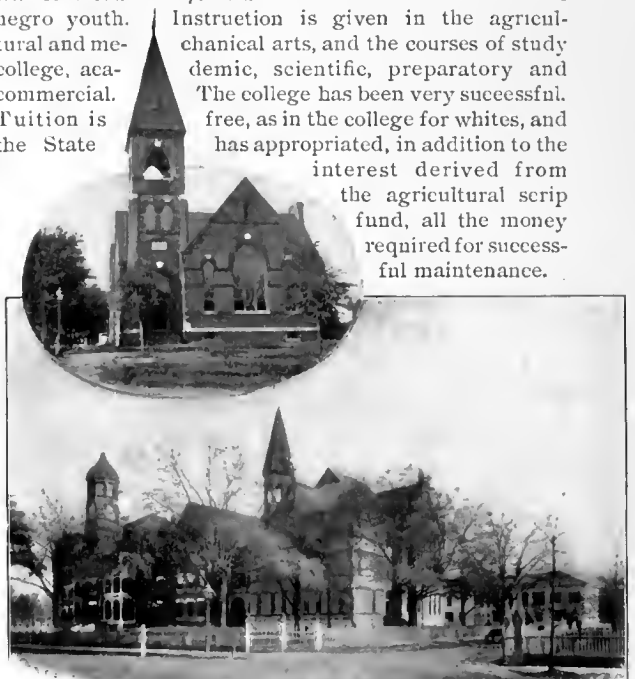 negro youth. Instruction is given in the agricul-
tural and me- chanical arts, and the courses of study
college, aca- demic, scientific, preparatory and
commercial. The college has been very successful.
Tuition is free, as in the college for whites, and
the State has appropriated, in addition to the
interest derived from
the agricultural scrip
fund, all the money
required for success-
ful maintenance.